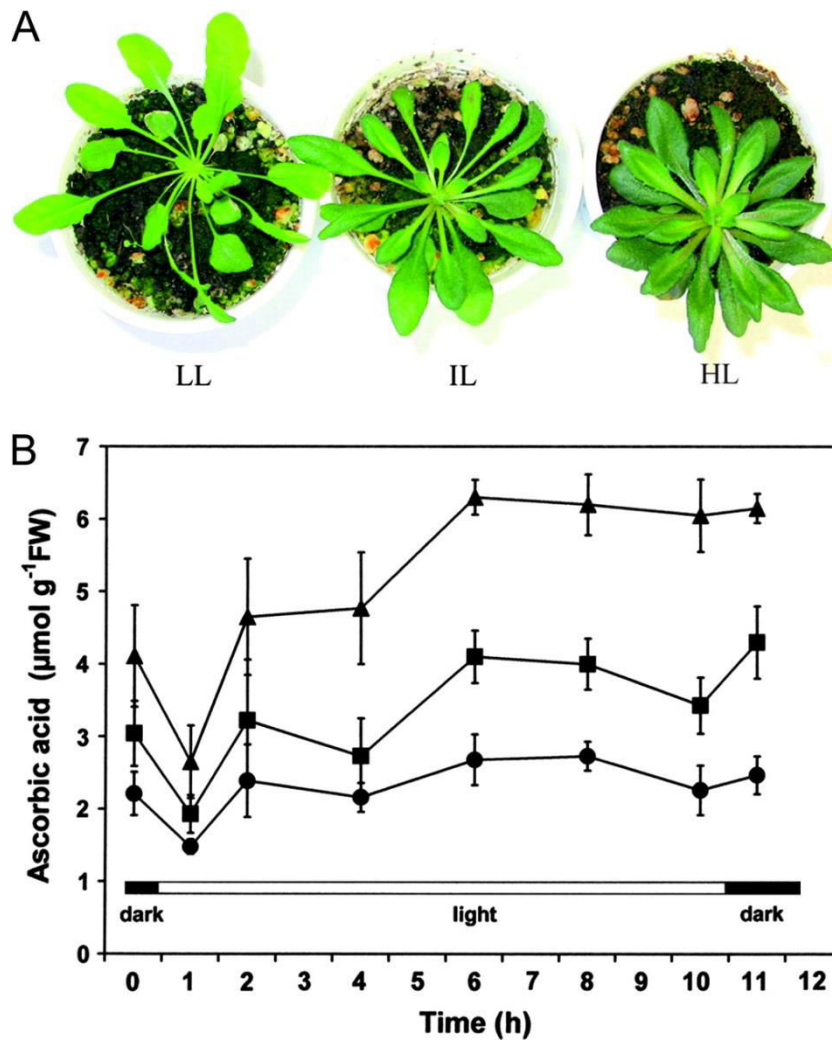 A
LL IL HL
B
7
6
5
4
3
2
1
0
Ascorbic acid (µmol g⁻¹FW)
dark light dark
0 1 2 3 4 5 6 7 8 9 10 11 12
Time (h)